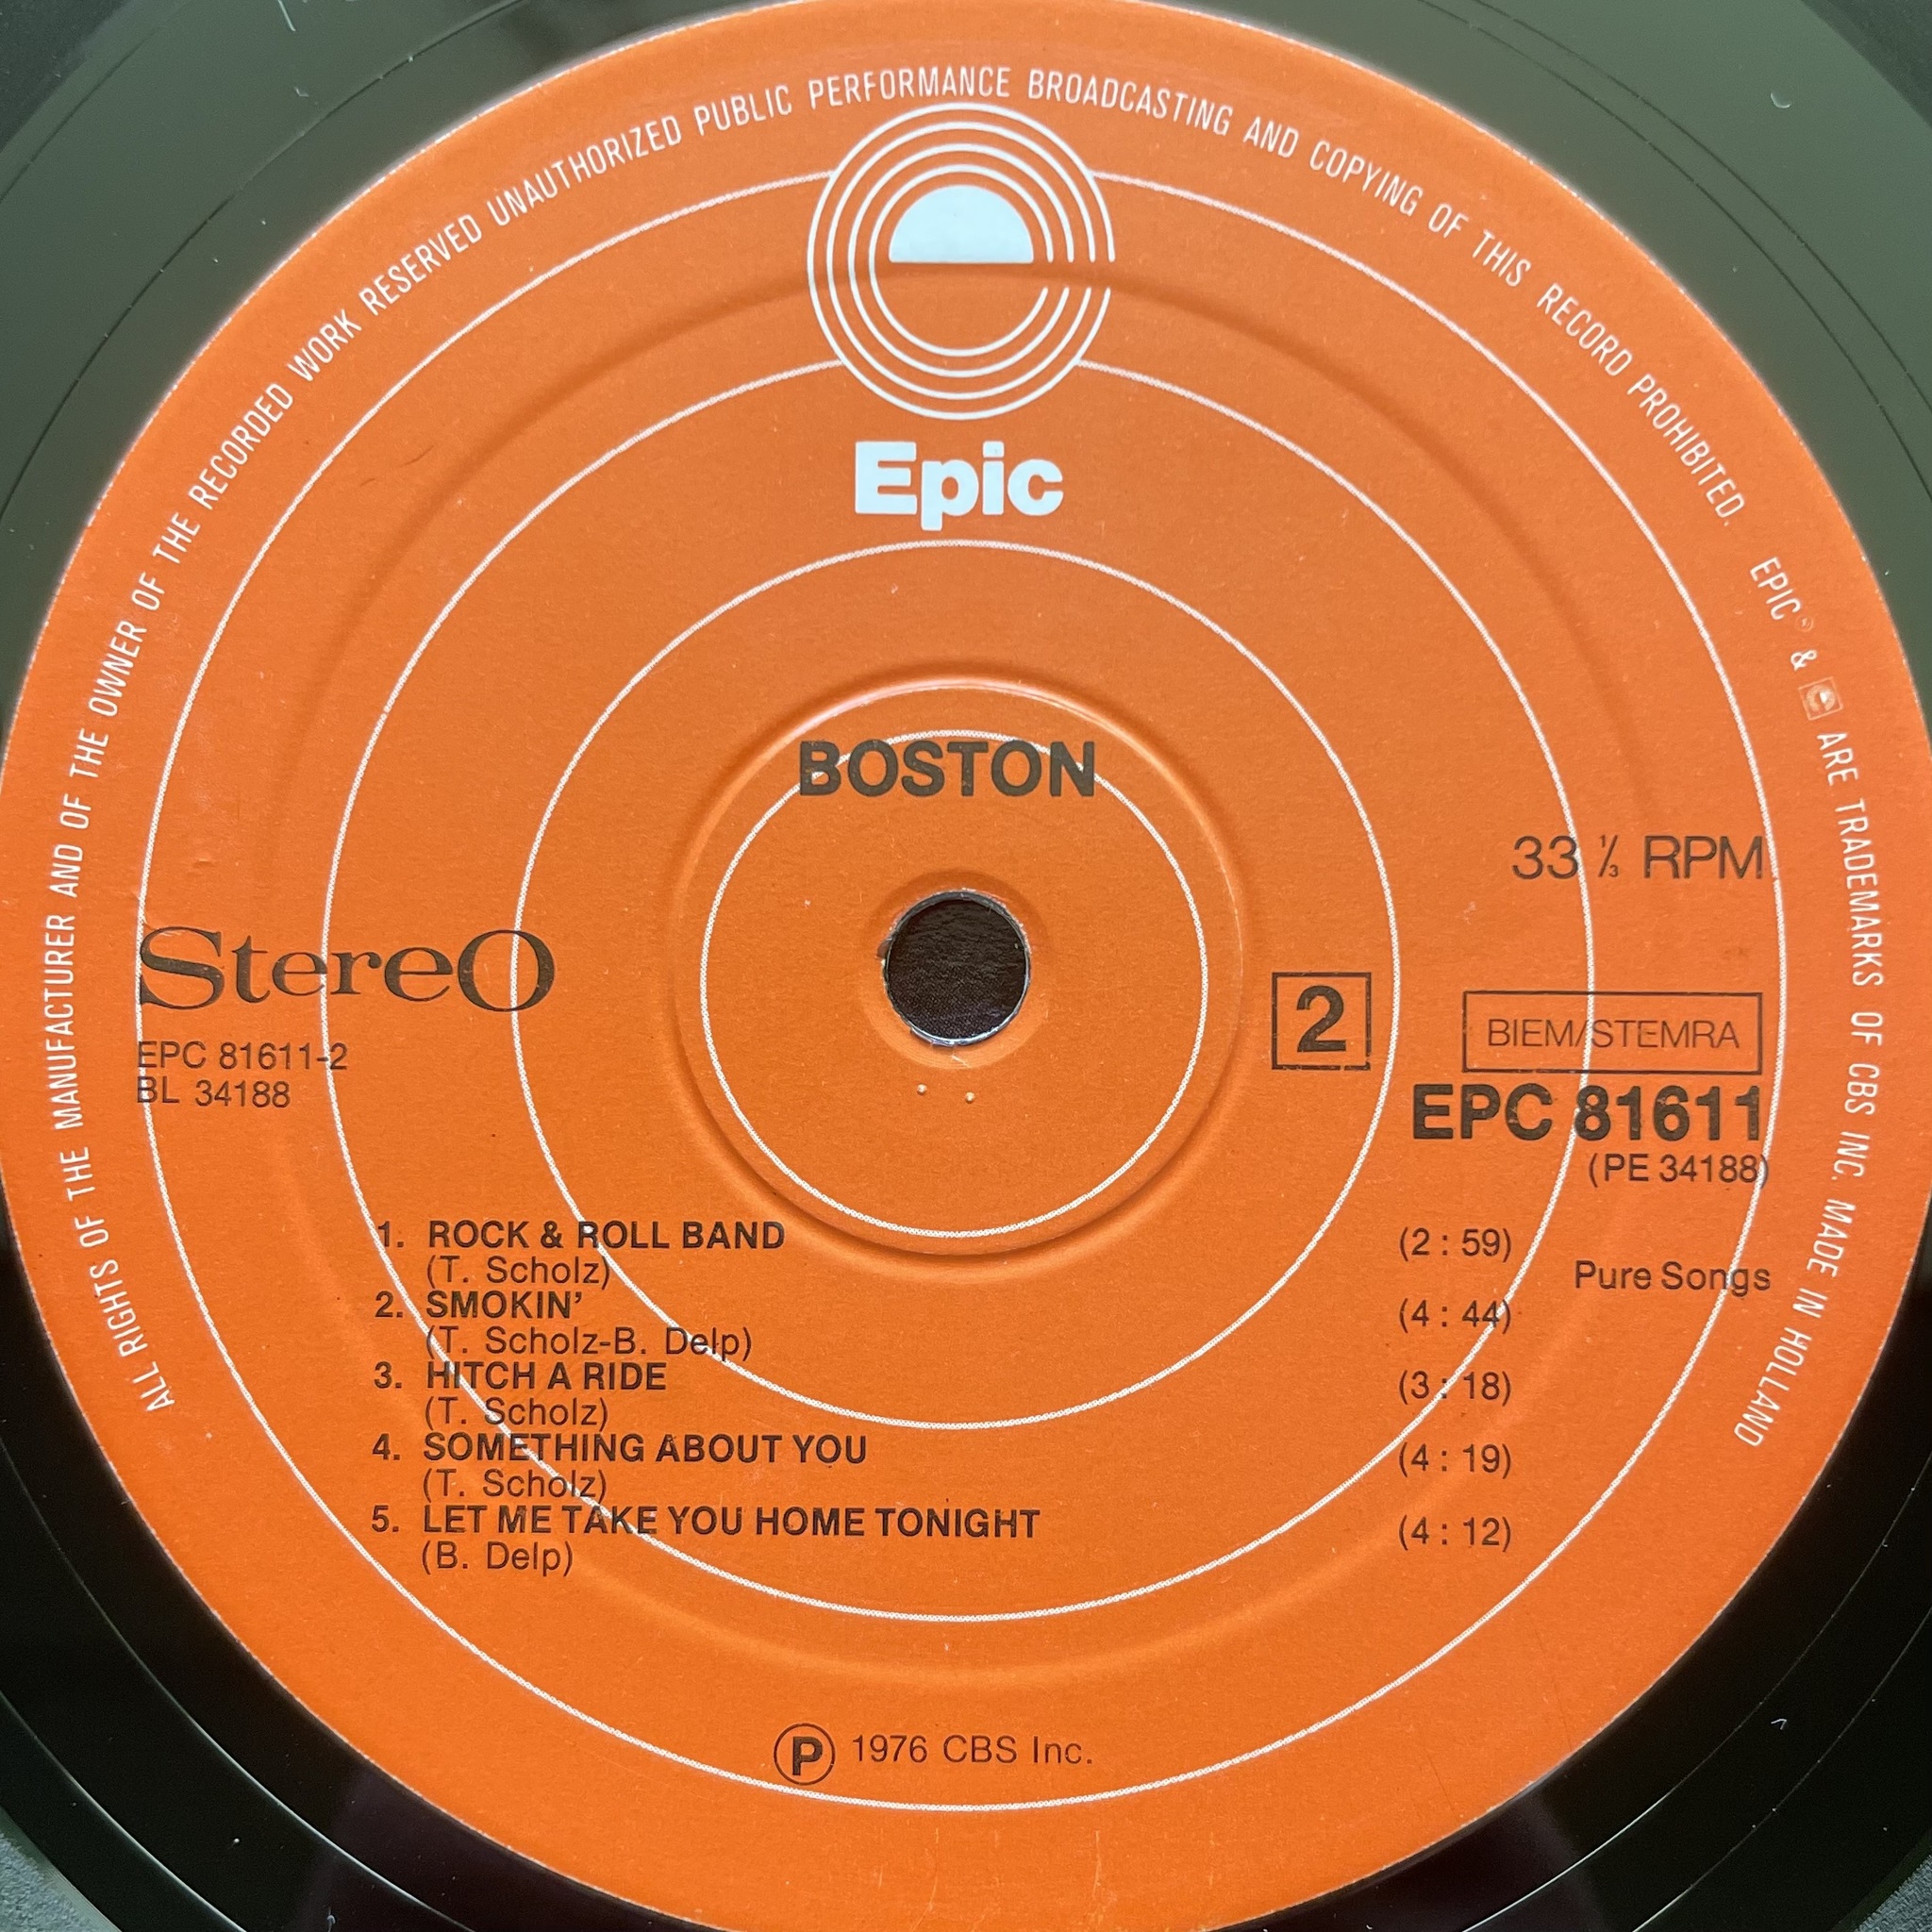 ALL RIGHTS OF THE MANUFACTURER AND OF THE OWNER OF THE RECORDED WORK RESERVED UNAUTHORIZED PUBLIC PERFORMANCE BROADCASTING AND COPYING OF THIS RECORD PROHIBITED. EPIC® & e ARE TRADEMARKS OF CBS INC. MADE IN HOLLAND
e
Epic
BOSTON
33 ⅓ RPM
StereO
EPC 81611-2
BL 34188
2
BIEM/STEMRA
EPC 81611
(PE 34188)
1. ROCK & ROLL BAND (2 : 59)
(T. Scholz)
Pure Songs
2. SMOKIN’ (4 : 44)
(T. Scholz-B. Delp)
3. HITCH A RIDE (3 : 18)
(T. Scholz)
4. SOMETHING ABOUT YOU (4 : 19)
(T. Scholz)
5. LET ME TAKE YOU HOME TONIGHT (4 : 12)
(B. Delp)
Ⓟ 1976 CBS Inc.